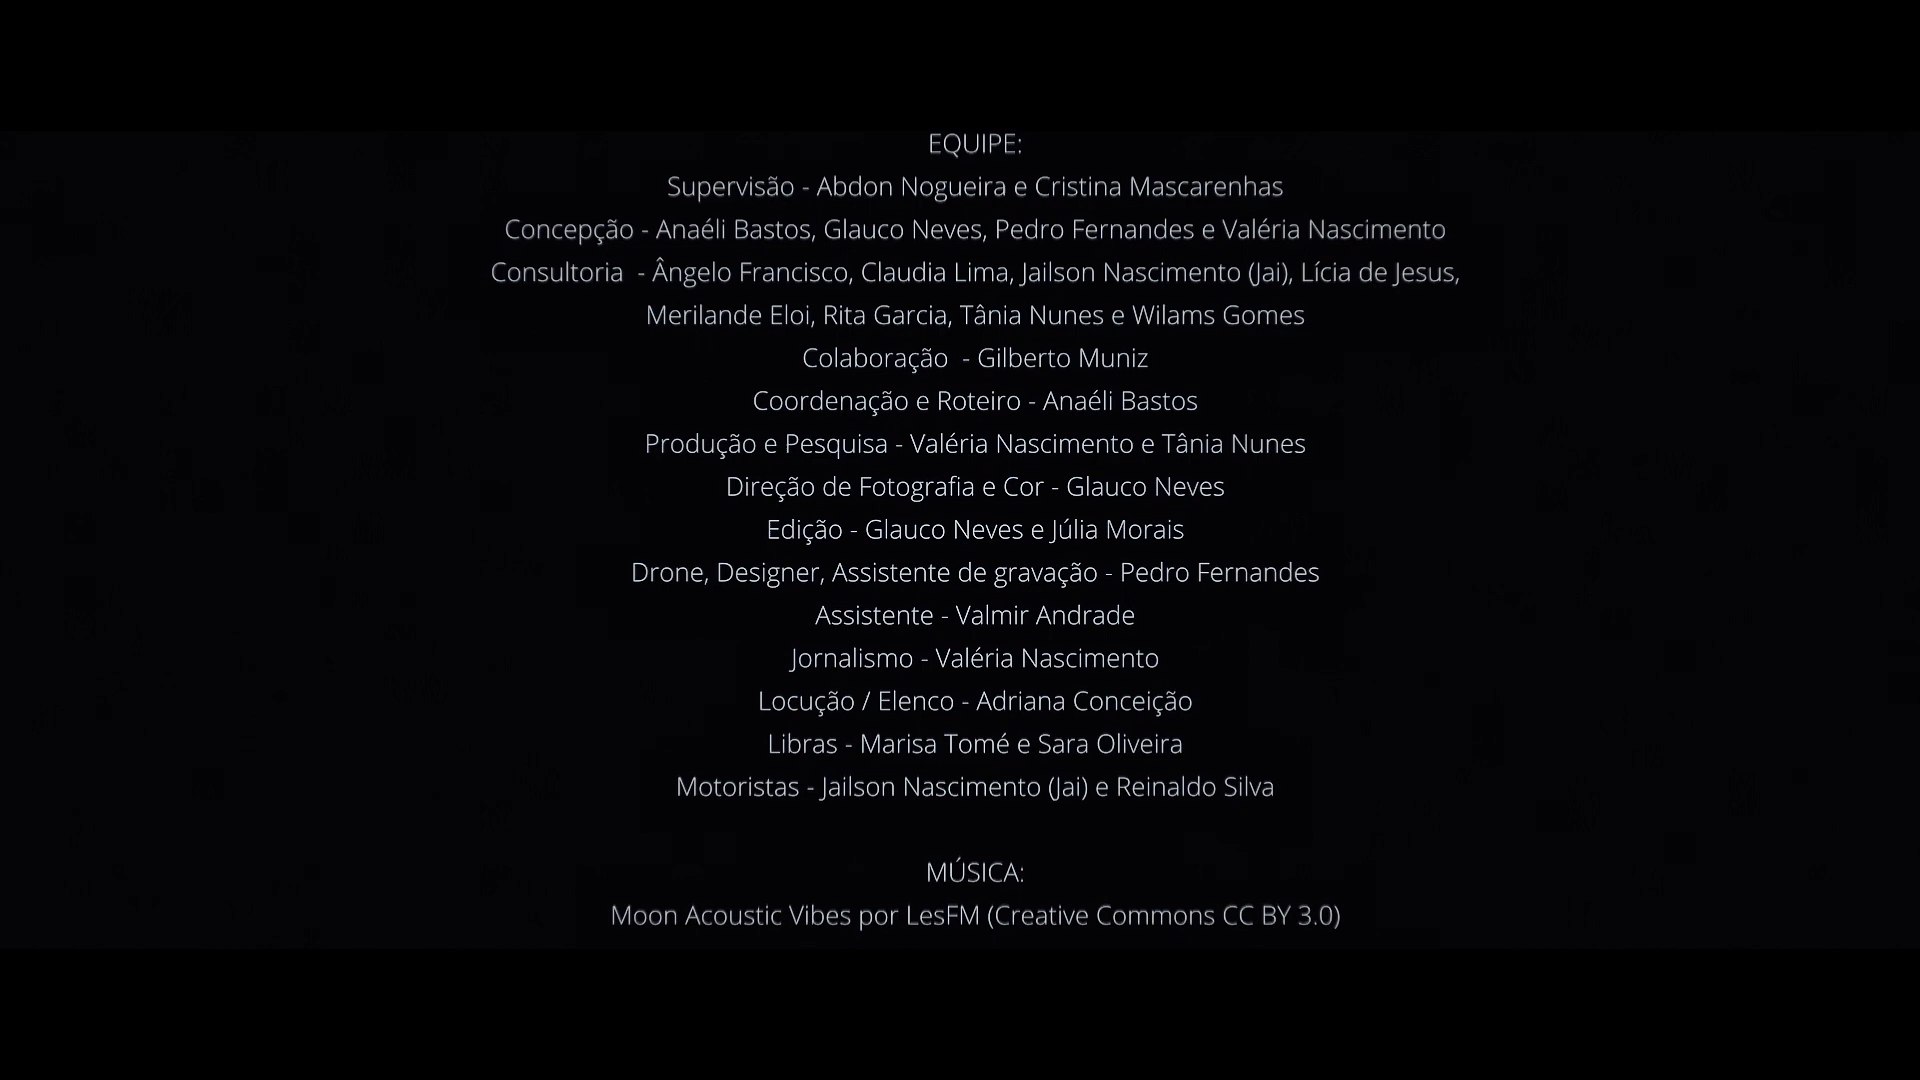 EQUIPE:
Supervisão - Abdon Nogueira e Cristina Mascarenhas
Concepção - Anaéli Bastos, Glauco Neves, Pedro Fernandes e Valéria Nascimento
Consultoria  - Ângelo Francisco, Claudia Lima, Jailson Nascimento (Jai), Lícia de Jesus,
Merilande Eloi, Rita Garcia, Tânia Nunes e Wilams Gomes
Colaboração  - Gilberto Muniz
Coordenação e Roteiro - Anaéli Bastos
Produção e Pesquisa - Valéria Nascimento e Tânia Nunes
Direção de Fotografia e Cor - Glauco Neves
Edição - Glauco Neves e Júlia Morais
Drone, Designer, Assistente de gravação - Pedro Fernandes
Assistente - Valmir Andrade
Jornalismo - Valéria Nascimento
Locução / Elenco - Adriana Conceição
Libras - Marisa Tomé e Sara Oliveira
Motoristas - Jailson Nascimento (Jai) e Reinaldo Silva
MÚSICA:
Moon Acoustic Vibes por LesFM (Creative Commons CC BY 3.0)